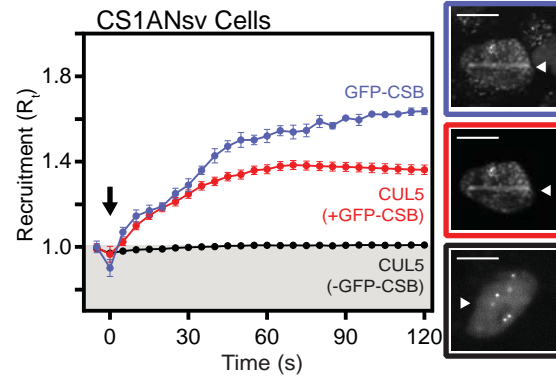 CS1ANsv Cells
Recruitment (Rt)
1.8
1.4
1.0
GFP-CSB
CUL5
(+GFP-CSB)
CUL5
(-GFP-CSB)
0
30
60
90
120
Time (s)